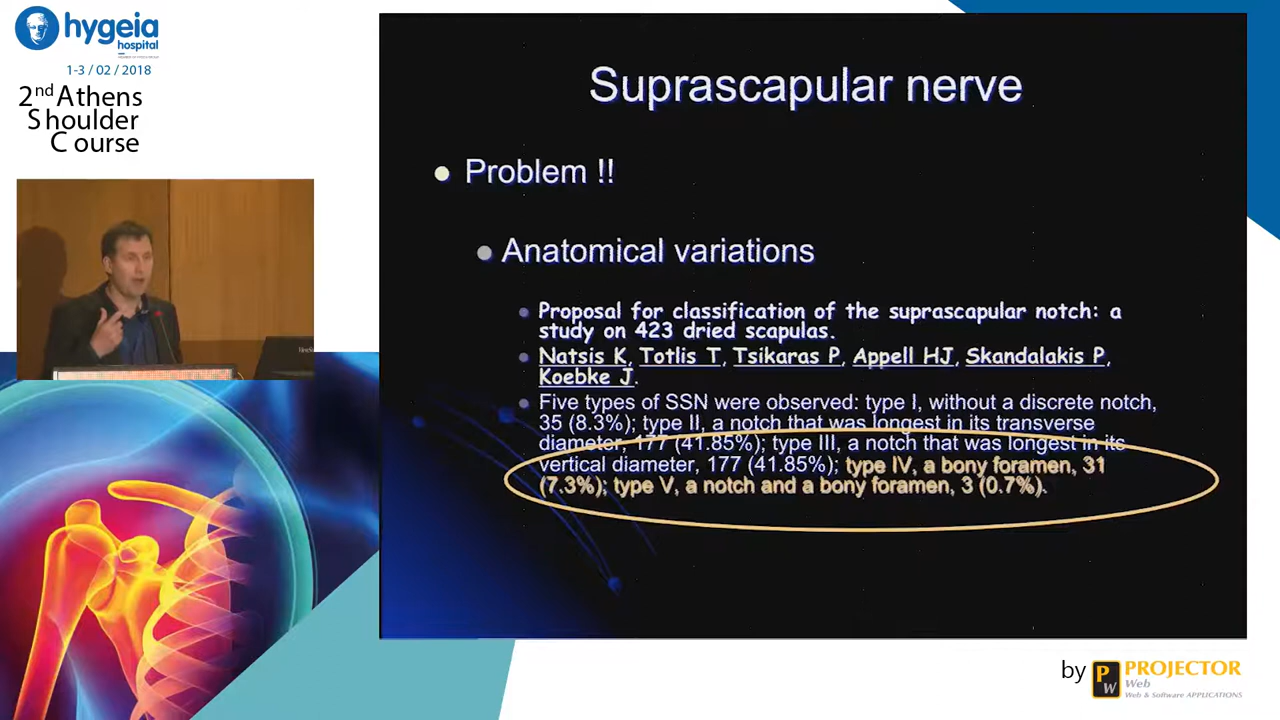 hygeia
hospital
1-3 / 02 / 2018
2nd Athens
Shoulder
Course
Suprascapular nerve
Problem !!
Anatomical variations
Proposal for classification of the suprascapular notch: a
study on 423 dried scapulas.
Natsis K, Totlis T, Tsikaras P, Appell HJ, Skandalakis P,
Koebke J.
Five types of SSN were observed: type I, without a discrete notch,
35 (8.3%); type II, a notch that was longest in its transverse
diameter, 177 (41.85%); type III, a notch that was longest in its
vertical diameter, 177 (41.85%); type IV, a bony foramen, 31
(7.3%); type V, a notch and a bony foramen, 3 (0.7%).
by PW PROJECTOR
Web
Web & Software APPLICATIONS